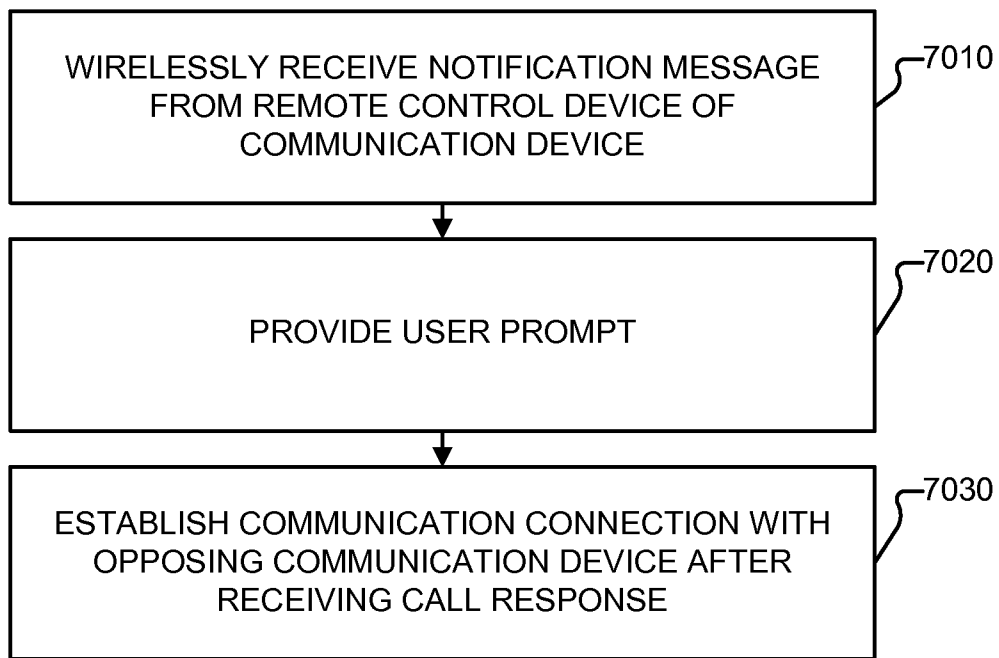 WIRELESSLY RECEIVE NOTIFICATION MESSAGE
FROM REMOTE CONTROL DEVICE OF
COMMUNICATION DEVICE
7010
PROVIDE USER PROMPT
7020
ESTABLISH COMMUNICATION CONNECTION WITH
OPPOSING COMMUNICATION DEVICE AFTER
RECEIVING CALL RESPONSE
7030